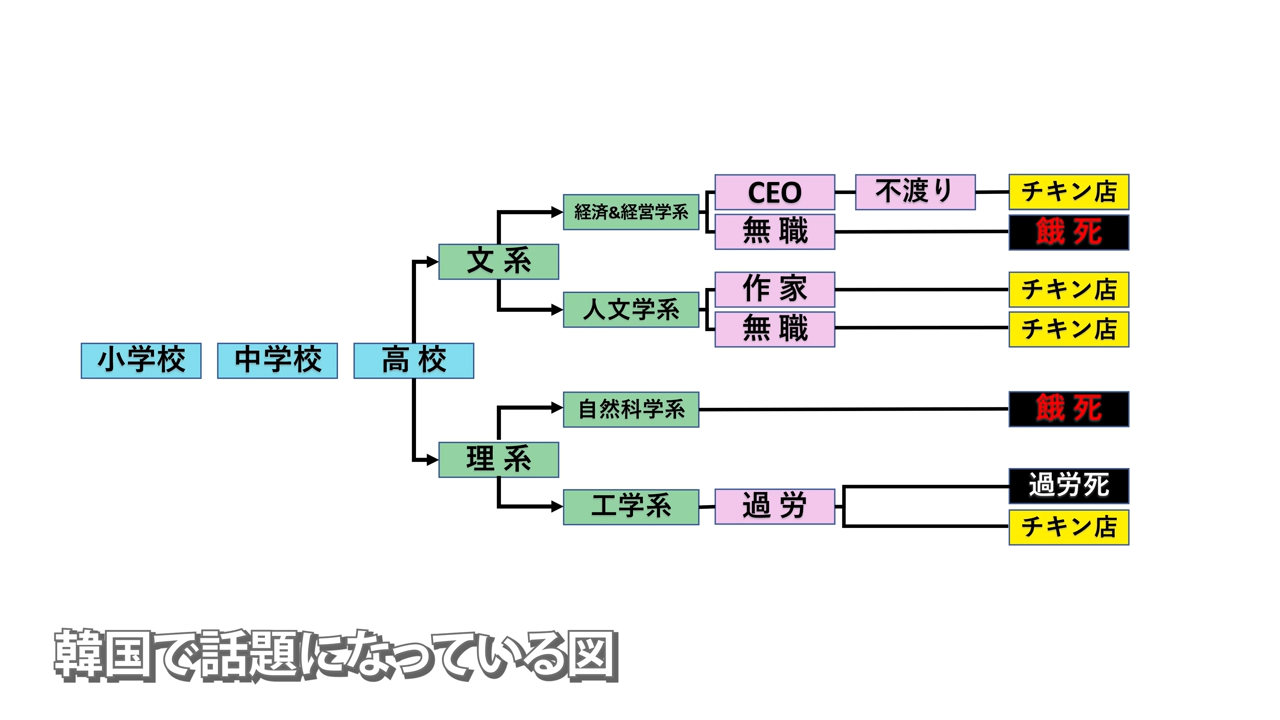 CEO
不渡り
チキン店
経済&経営学系
無 職
餓 死
文 系
作 家
チキン店
人文学系
無 職
チキン店
小学校
中学校
高 校
自然科学系
餓 死
理 系
過労死
工学系
過 労
チキン店
韓国で話題になっている図